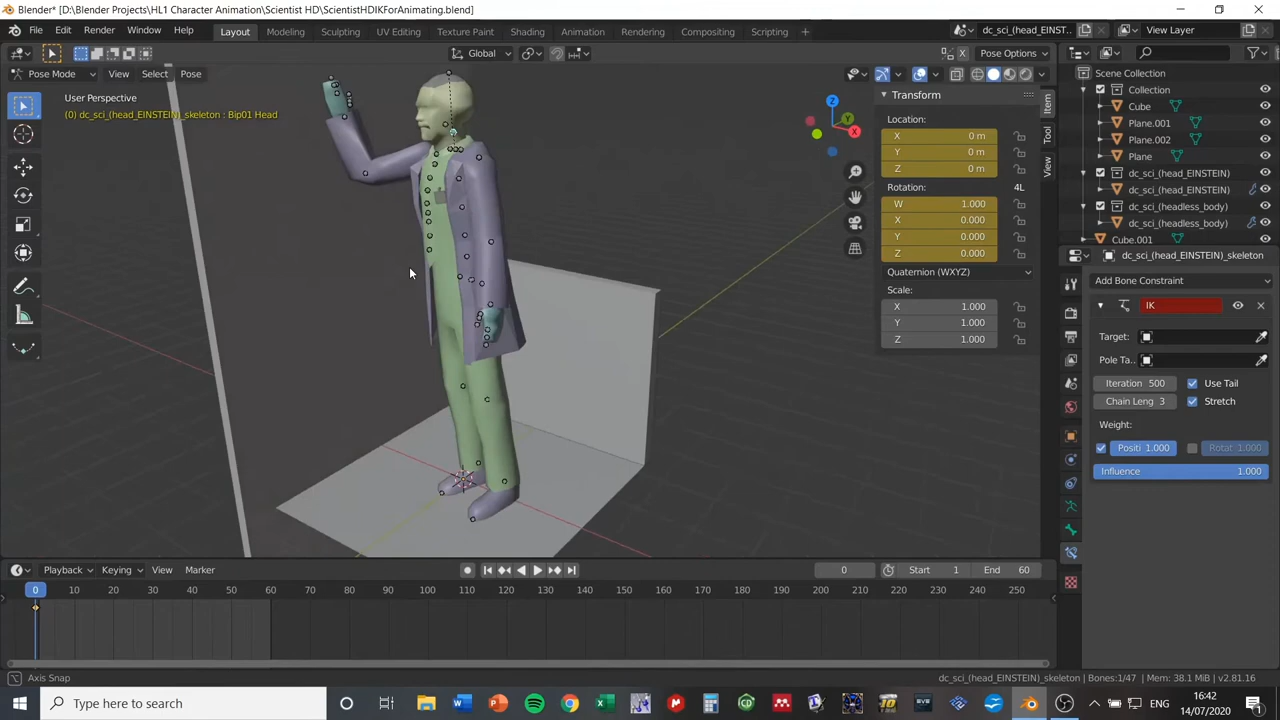 Blender* [D:\Blender Projects\HL1 Character Animation\Scientist HD\ScientistHDIKForAnimating.blend]
File Edit Render Window Help Layout Modeling Sculpting UV Editing Texture Paint Shading Animation Rendering Compositing Scripting dc_sci_(head_EINST... View Layer
Global Pose Options
Pose Mode View Select Pose
User Perspective
(0) dc_sci_(head_EINSTEIN)_skeleton : Bip01 Head
Transform
Location:
X 0 m
Y 0 m
Z 0 m
Rotation: 4L
W 1.000
X 0.000
Y 0.000
Z 0.000
Quaternion (WXYZ)
Scale:
X 1.000
Y 1.000
Z 1.000
Item
Tool
View
Z
Y
X
Scene Collection
Collection
Cube
Plane.001
Plane.002
Plane
dc_sci_(head_EINSTEIN)
dc_sci_(head_EINSTEIN)
dc_sci_(headless_body)
dc_sci_(headless_body)
Cube.001
dc_sci_(head_EINSTEIN)_skeleton
Add Bone Constraint
IK
Target:
Pole Ta..
Iteration 500 Use Tail
Chain Leng 3 Stretch
Weight:
Positi 1.000 Rotat 1.000
Influence 1.000
Playback Keying View Marker 0 Start 1 End 60
0 10 20 30 40 50 60 70 80 90 100 110 120 130 140 150 160 170 180 190 200 210 220 230 240 250
Axis Snap dc_sci_(head_EINSTEIN)_skeleton | Bones:1/47 | Mem: 38.1 MiB | v2.81.16
Type here to search
ENG
16:42
14/07/2020